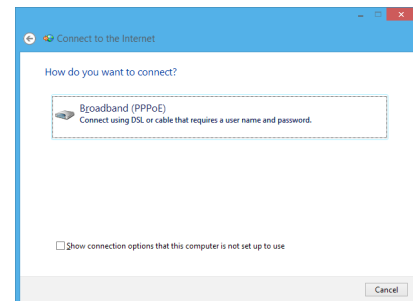 Connect to the Internet
How do you want to connect?
Broadband (PPPoE)
Connect using DSL or cable that requires a user name and password.
Show connection options that this computer is not set up to use
Cancel